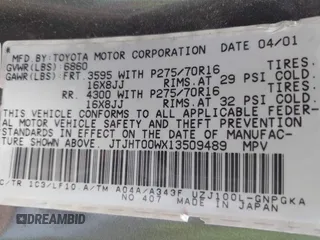 MFD.BY:TOYOTA MOTOR CORPORATION DATE 04/01
GVWR(LBS) 6860
GAWR(LBS) FRT. 3595 WITH P275/70R16 TIRES.
16X8JJ RIMS.AT 29 PSI COLD.
RR. 4300 WITH P275/70R16 TIRES.
16X8JJ RIMS.AT 32 PSI COLD.
THIS VEHICLE CONFORMS TO ALL APPLICABLE FEDER-
AL MOTOR VEHICLE SAFETY AND BUMPER
STANDARDS IN EFFECT ON THE DATE OF MANUFAC-
TURE SHOWN ABOVE. JTJHT00WX13509489 MPV
C/TR 1C3/LF10 A/TM A04A/A343F UZJ100L-GNPGKA
NO.407 MADE IN JAPAN
© DREAMBID